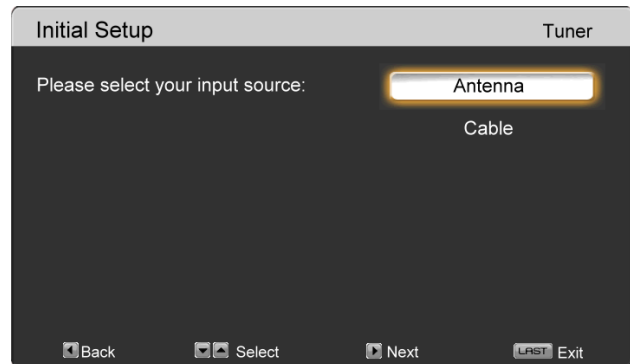 Initial Setup Tuner
Please select your input source: Antenna
Cable
Back Select Next LAST Exit